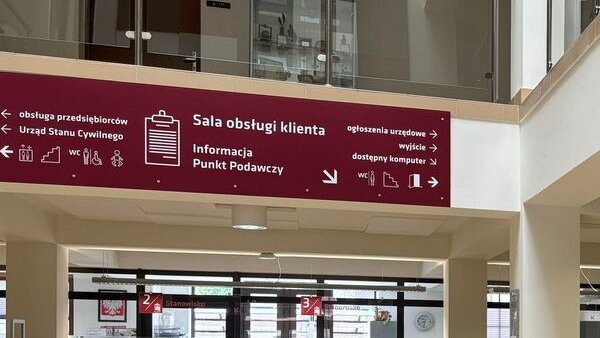 ← obsługa przedsiębiorców
← Urząd Stanu Cywilnego
← WC
Sala obsługi klienta
Informacja
Punkt Podawczy
ogłoszenia urzędowe →
wyjście →
dostępny komputer ↘
↘ WC →
2 Stanowisko
3 Stanowisko